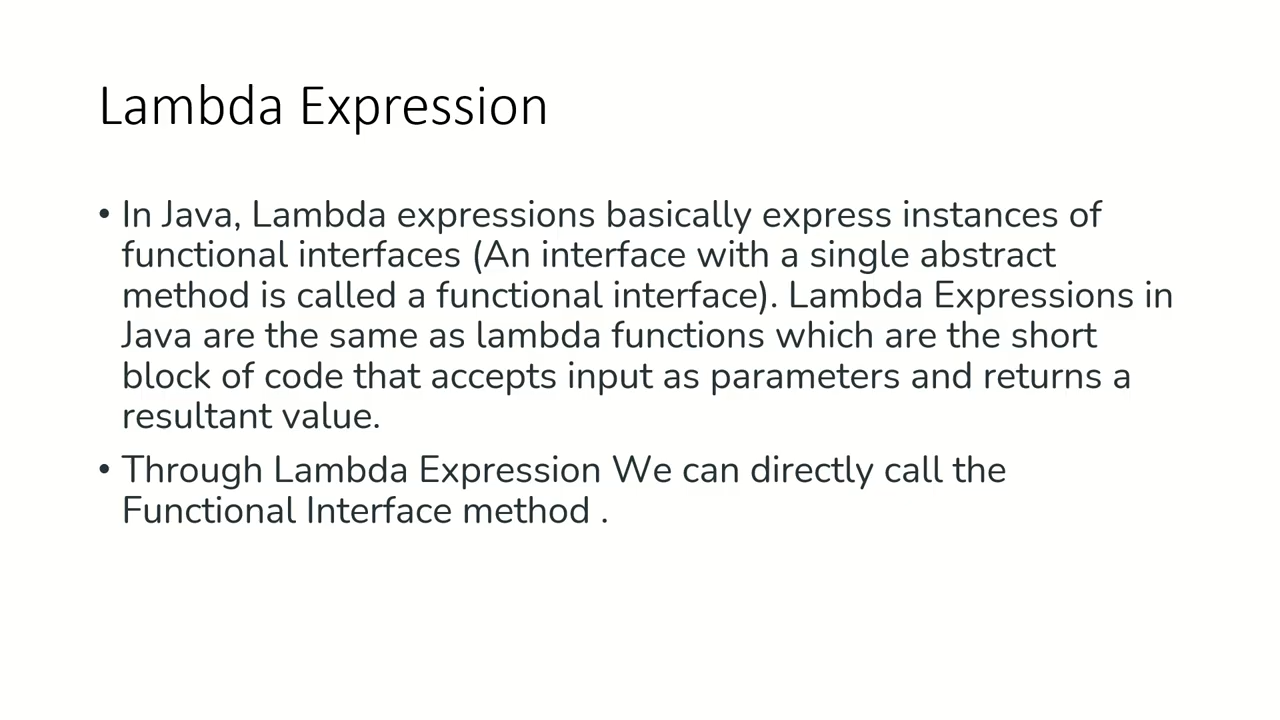 Lambda Expression
• In Java, Lambda expressions basically express instances of
functional interfaces (An interface with a single abstract
method is called a functional interface). Lambda Expressions in
Java are the same as lambda functions which are the short
block of code that accepts input as parameters and returns a
resultant value.
• Through Lambda Expression We can directly call the
Functional Interface method .